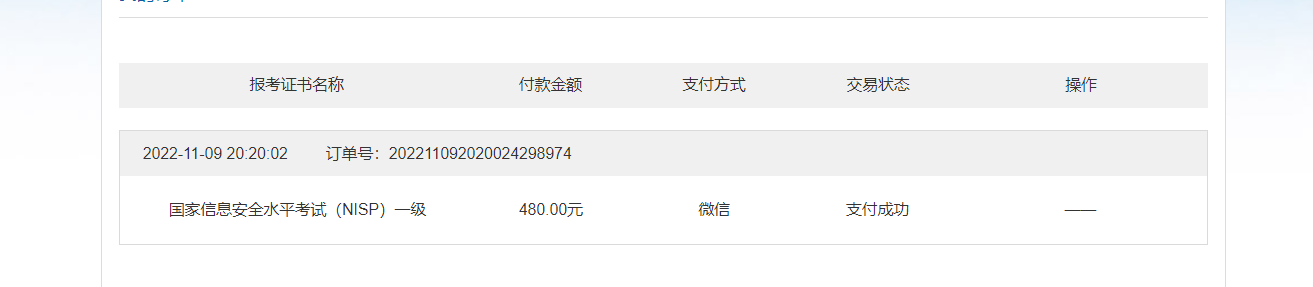 报考证书名称 付款金额 支付方式 交易状态 操作
2022-11-09 20:20:02 订单号：202211092020024298974
国家信息安全水平考试（NISP）一级 480.00元 微信 支付成功 ——